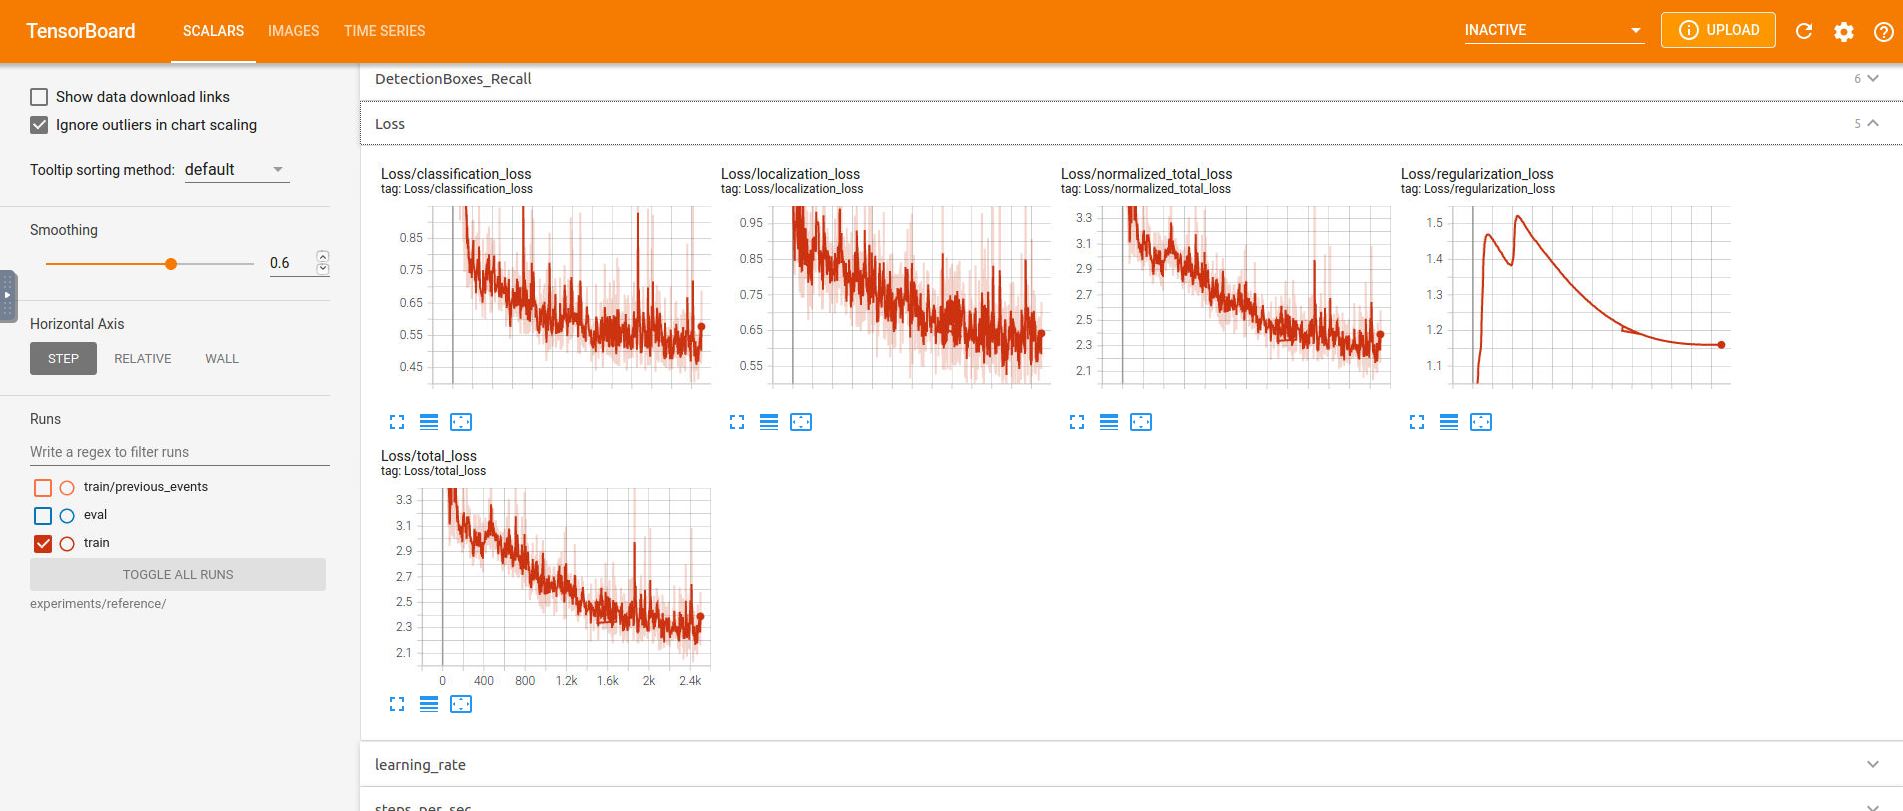 TensorBoard SCALARS IMAGES TIME SERIES INACTIVE UPLOAD
Show data download links
Ignore outliers in chart scaling
Tooltip sorting method: default
Smoothing
0.6
Horizontal Axis
STEP RELATIVE WALL
Runs
Write a regex to filter runs
train/previous_events
eval
train
TOGGLE ALL RUNS
experiments/reference/
DetectionBoxes_Recall 6
Loss 5
Loss/classification_loss
tag: Loss/classification_loss
0.85
0.75
0.65
0.55
0.45
Loss/localization_loss
tag: Loss/localization_loss
0.95
0.85
0.75
0.65
0.55
Loss/normalized_total_loss
tag: Loss/normalized_total_loss
3.3
3.1
2.9
2.7
2.5
2.3
2.1
Loss/regularization_loss
tag: Loss/regularization_loss
1.5
1.4
1.3
1.2
1.1
Loss/total_loss
tag: Loss/total_loss
3.3
3.1
2.9
2.7
2.5
2.3
2.1
0 400 800 1.2k 1.6k 2k 2.4k
learning_rate
steps_per_sec